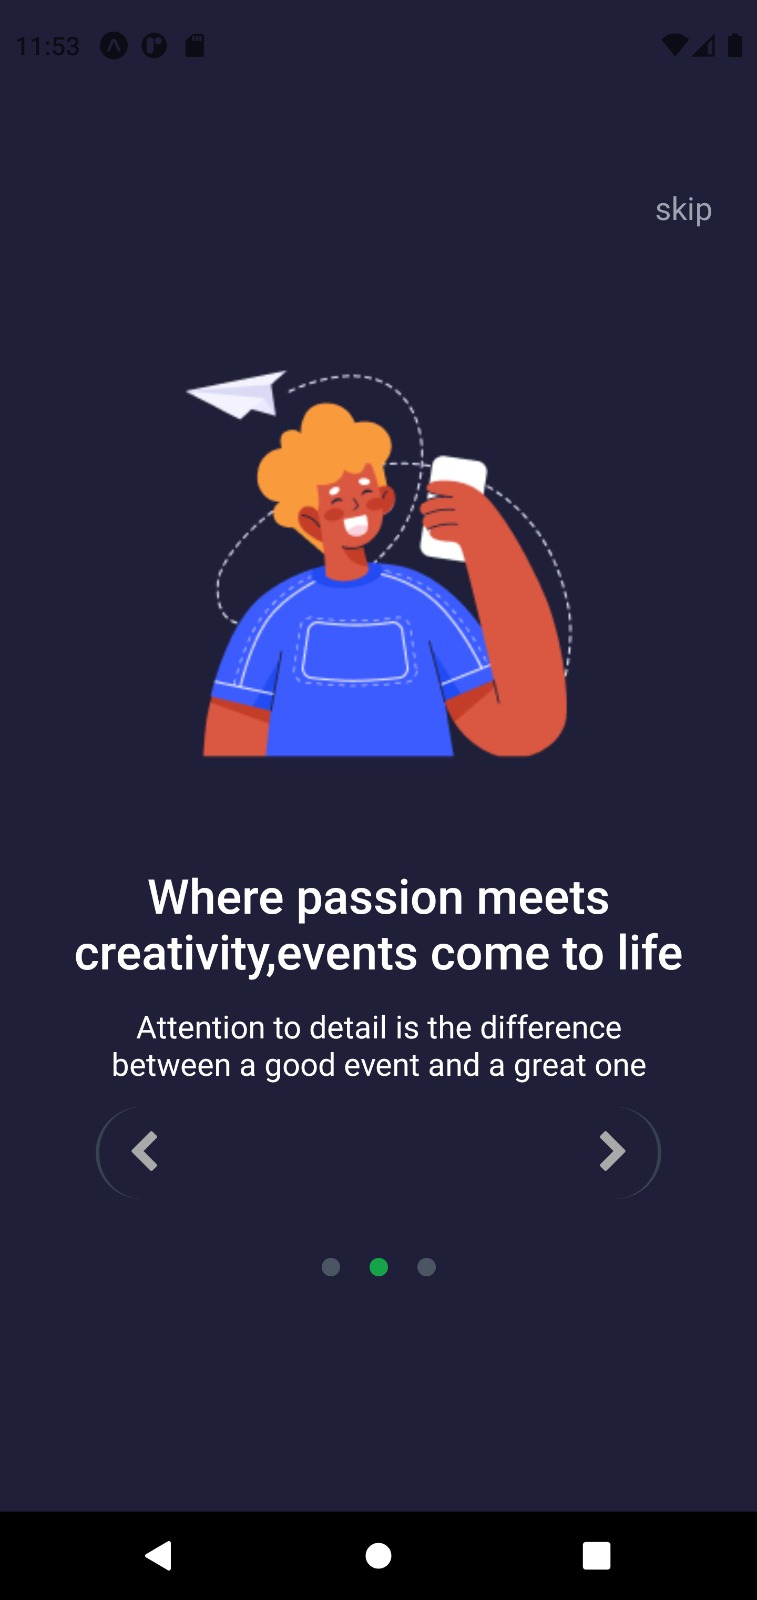 11:53
skip
Where passion meets
creativity,events come to life
Attention to detail is the difference
between a good event and a great one